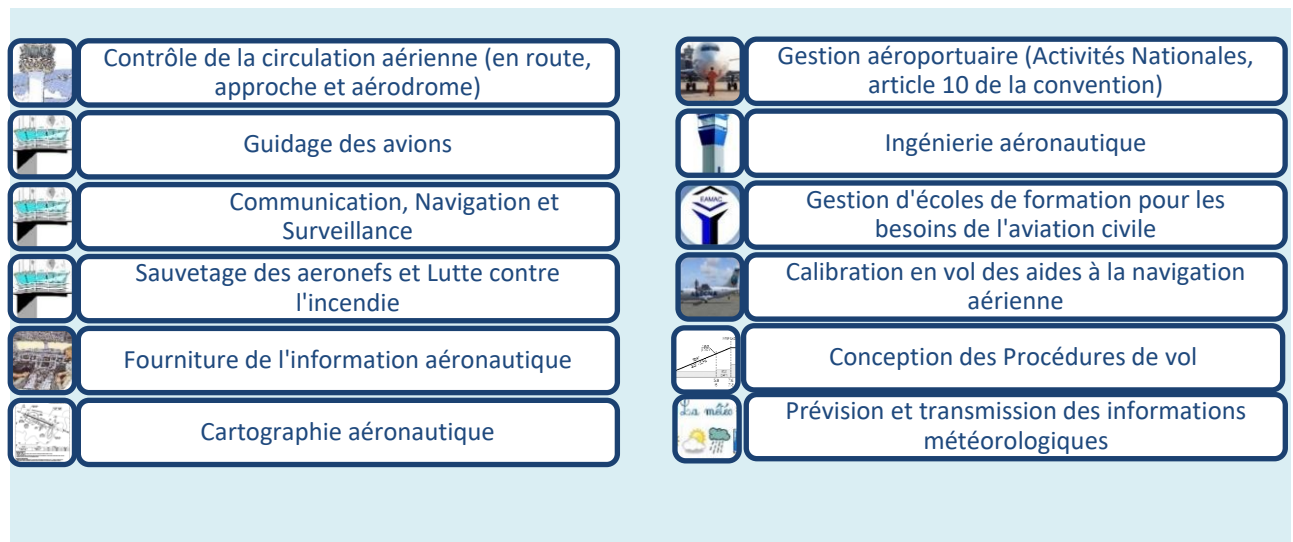 Contrôle de la circulation aérienne (en route,
approche et aérodrome)
Guidage des avions
Communication, Navigation et
Surveillance
Sauvetage des aeronefs et Lutte contre
l'incendie
Fourniture de l'information aéronautique
Cartographie aéronautique
Gestion aéroportuaire (Activités Nationales,
article 10 de la convention)
Ingénierie aéronautique
EAMAC
Gestion d'écoles de formation pour les
besoins de l'aviation civile
Calibration en vol des aides à la navigation
aérienne
Conception des Procédures de vol
La météo
Prévision et transmission des informations
météorologiques